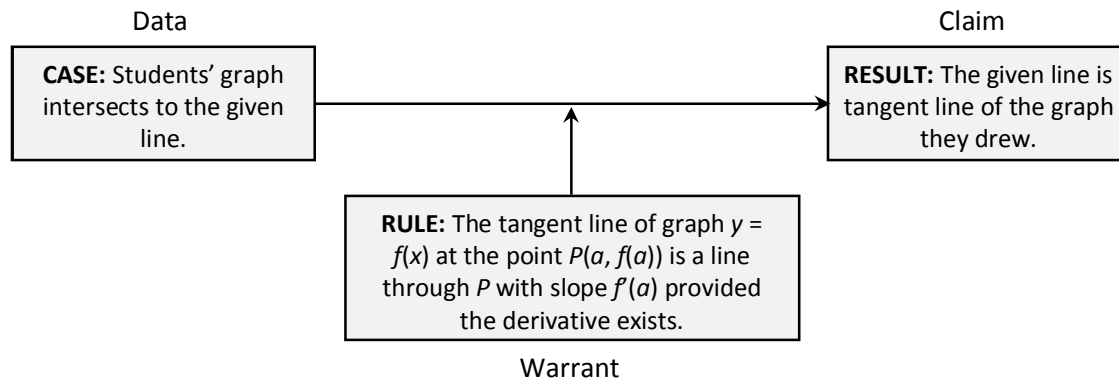 Data
Claim
CASE: Students’ graph
intersects to the given
line.
RESULT: The given line is
tangent line of the graph
they drew.
RULE: The tangent line of graph y =
f(x) at the point P(a, f(a)) is a line
through P with slope f’(a) provided
the derivative exists.
Warrant